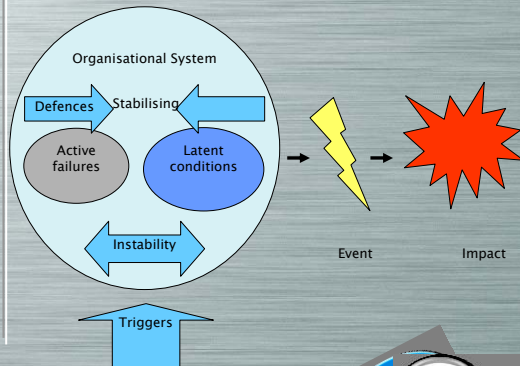 Organisational System
Defences
Stabilising
Active
failures
Latent
conditions
Instability
Event
Impact
Triggers